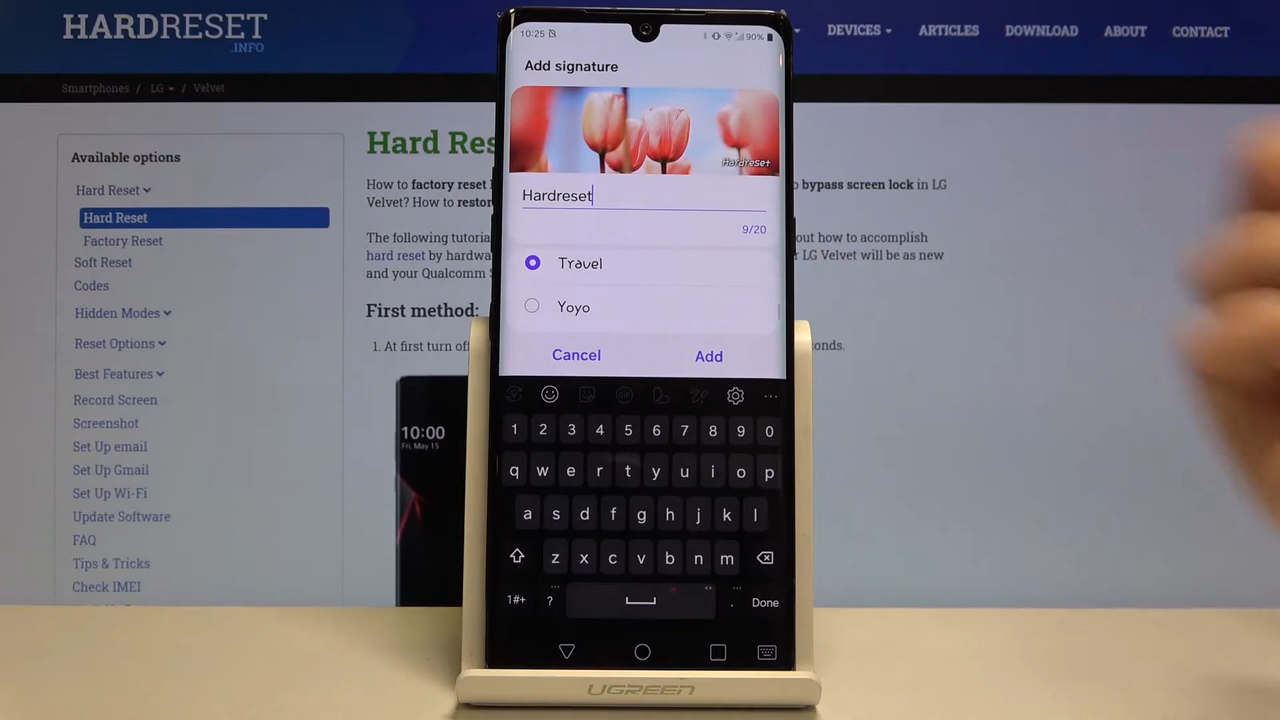 HARDRESET
.INFO
DEVICES
ARTICLES
DOWNLOAD
ABOUT
CONTACT
Smartphones / LG / Velvet
Available options
Hard Reset
Hard Reset
Factory Reset
Soft Reset
Codes
Hidden Modes
Reset Options
Best Features
Record Screen
Screenshot
Set Up email
Set Up Gmail
Set Up Wi-Fi
Update Software
FAQ
Tips & Tricks
Check IMEI
Hard Res
How to factory reset
bypass screen lock in LG
Velvet? How to restor
The following tutoria
out how to accomplish
hard reset by hardwa
LG Velvet will be as new
and your Qualcomm S
First method:
1. At first turn off
conds.
10:00
Fri, May 15
10:25
90%
Add signature
Hardreset
Hardreset
9/20
Travel
Yoyo
Cancel
Add
GIF
1 2 3 4 5 6 7 8 9 0
q w e r t y u i o p
a s d f g h j k l
z x c v b n m
1#+ ? . Done
UGREEN